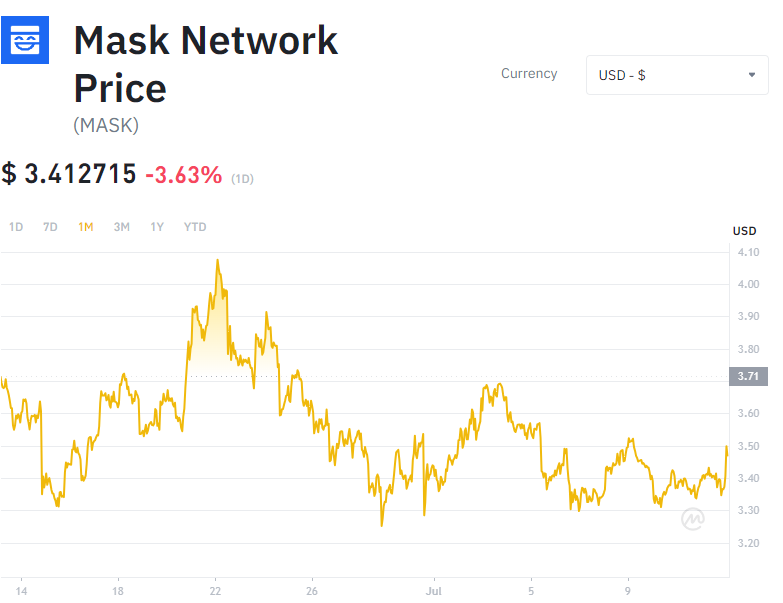 Mask Network
Price
(MASK)
Currency
USD - $
$ 3.412715 -3.63% (1D)
1D 7D 1M 3M 1Y YTD
USD
4.10
4.00
3.90
3.80
3.71
3.60
3.50
3.40
3.30
3.20
14 18 22 26 Jul 5 9